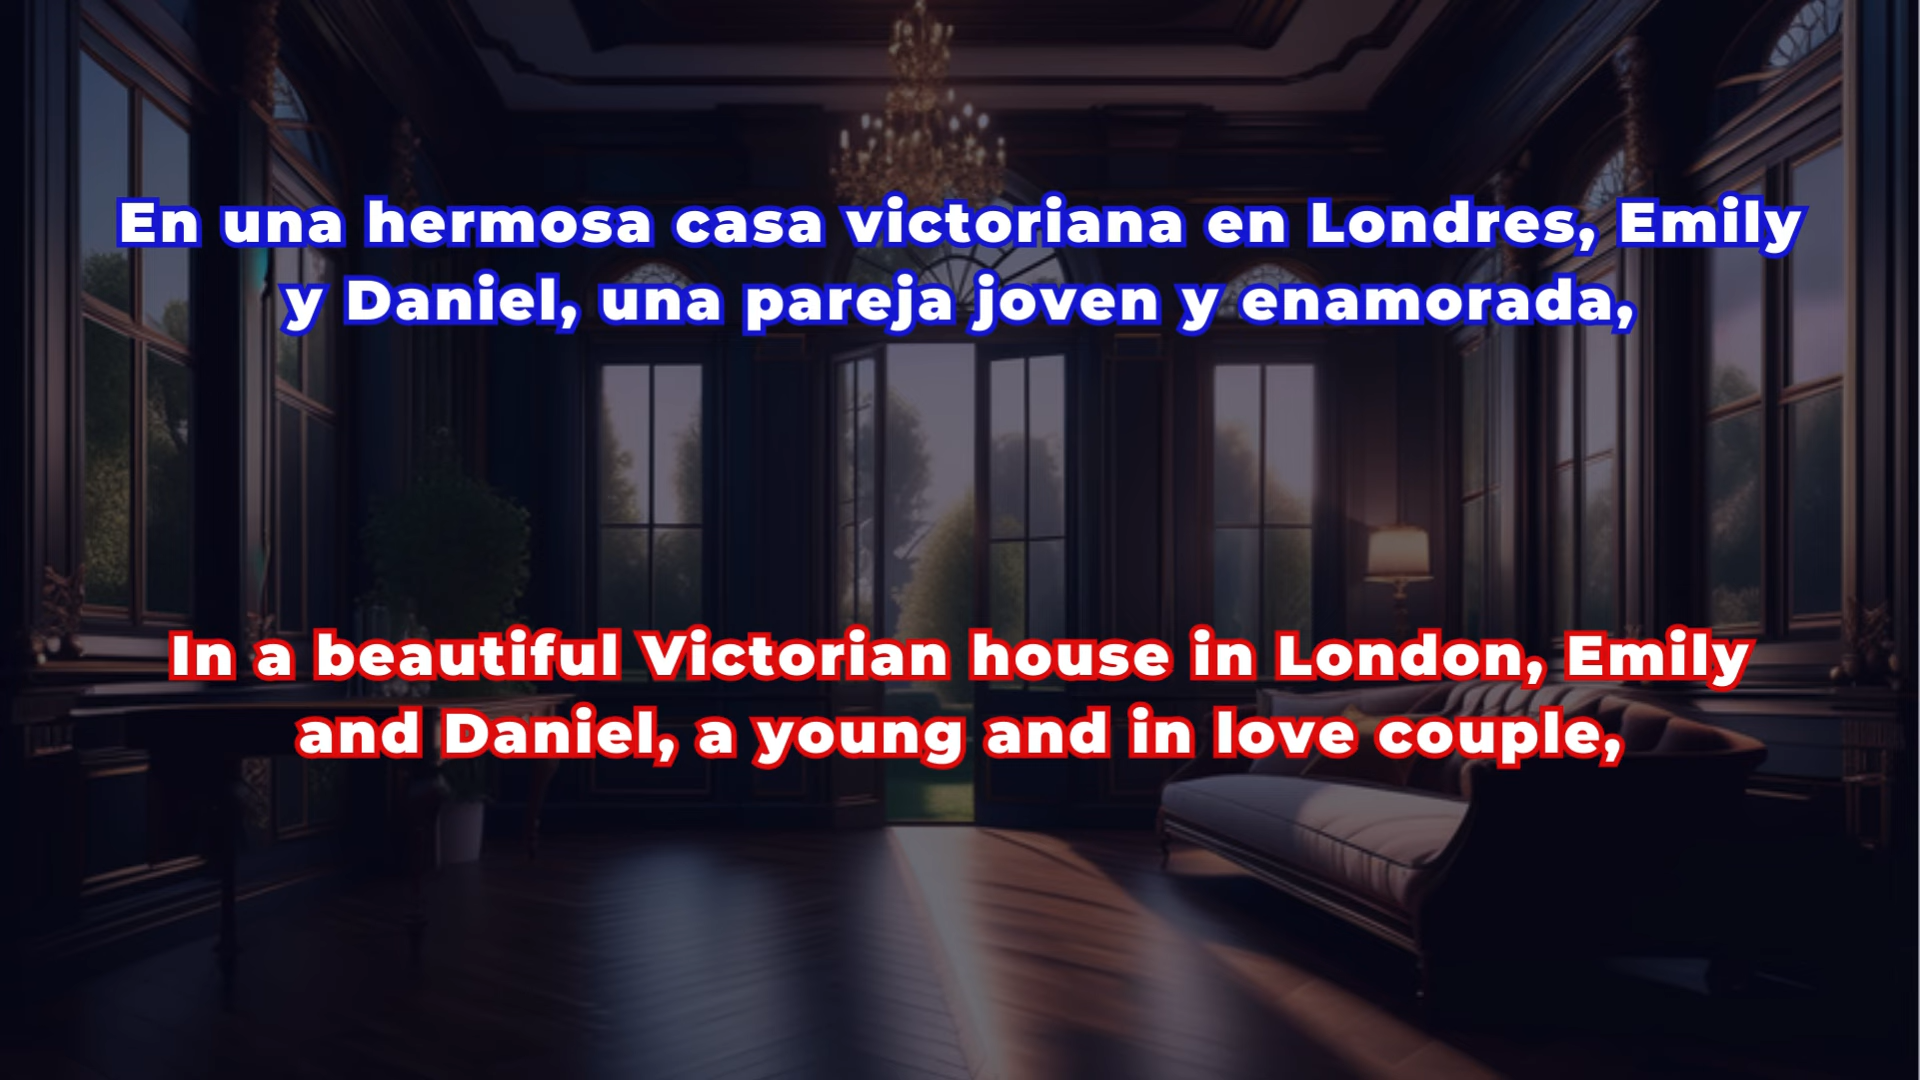 En una hermosa casa victoriana en Londres, Emily
y Daniel, una pareja joven y enamorada,
In a beautiful Victorian house in London, Emily
and Daniel, a young and in love couple,